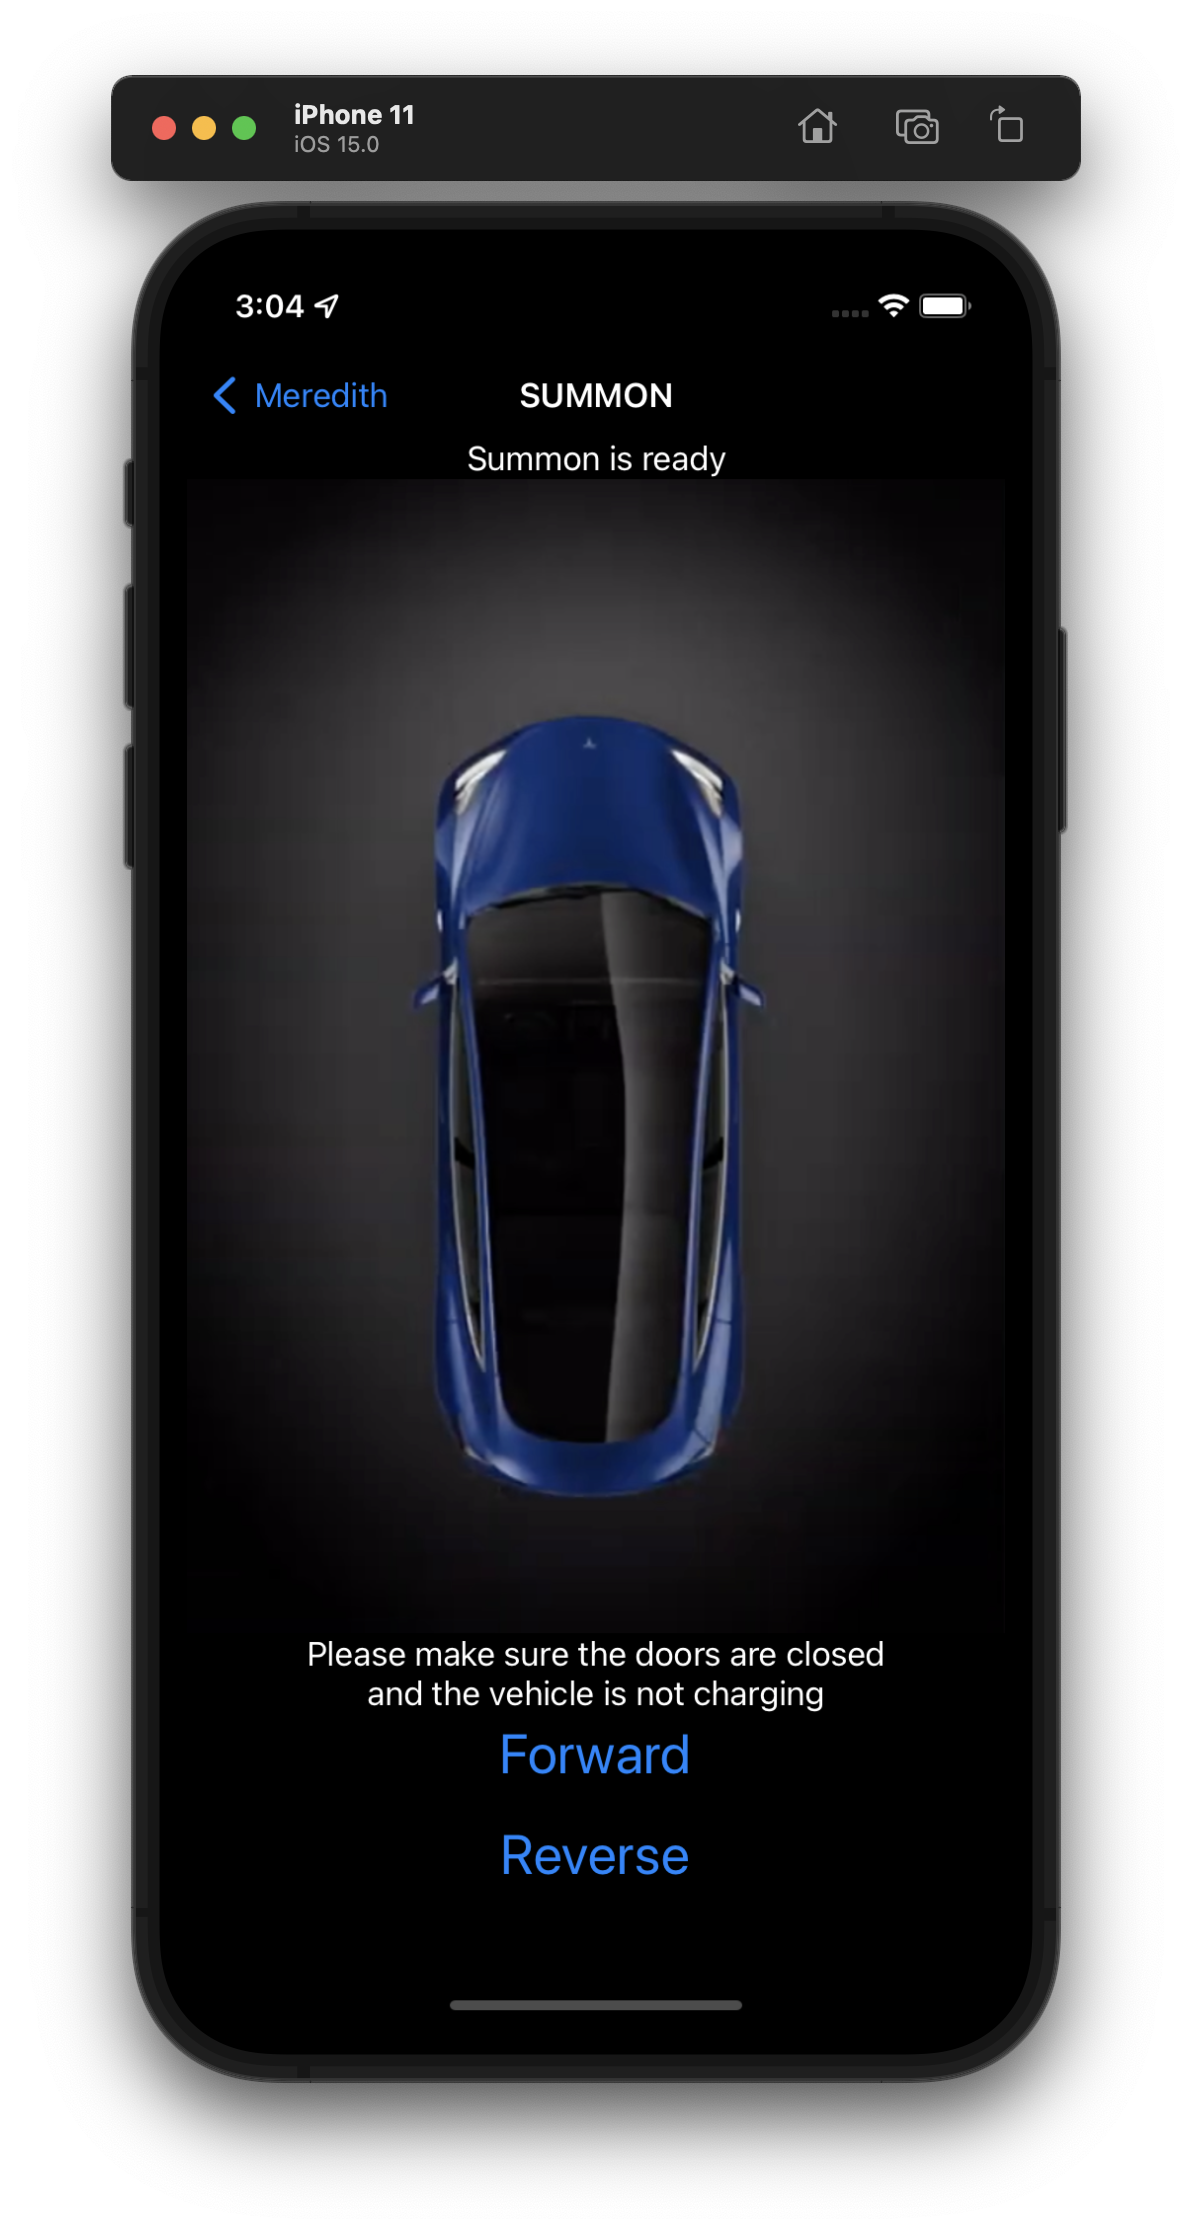 iPhone 11
iOS 15.0
3:04
Meredith
SUMMON
Summon is ready
Please make sure the doors are closed
and the vehicle is not charging
Forward
Reverse